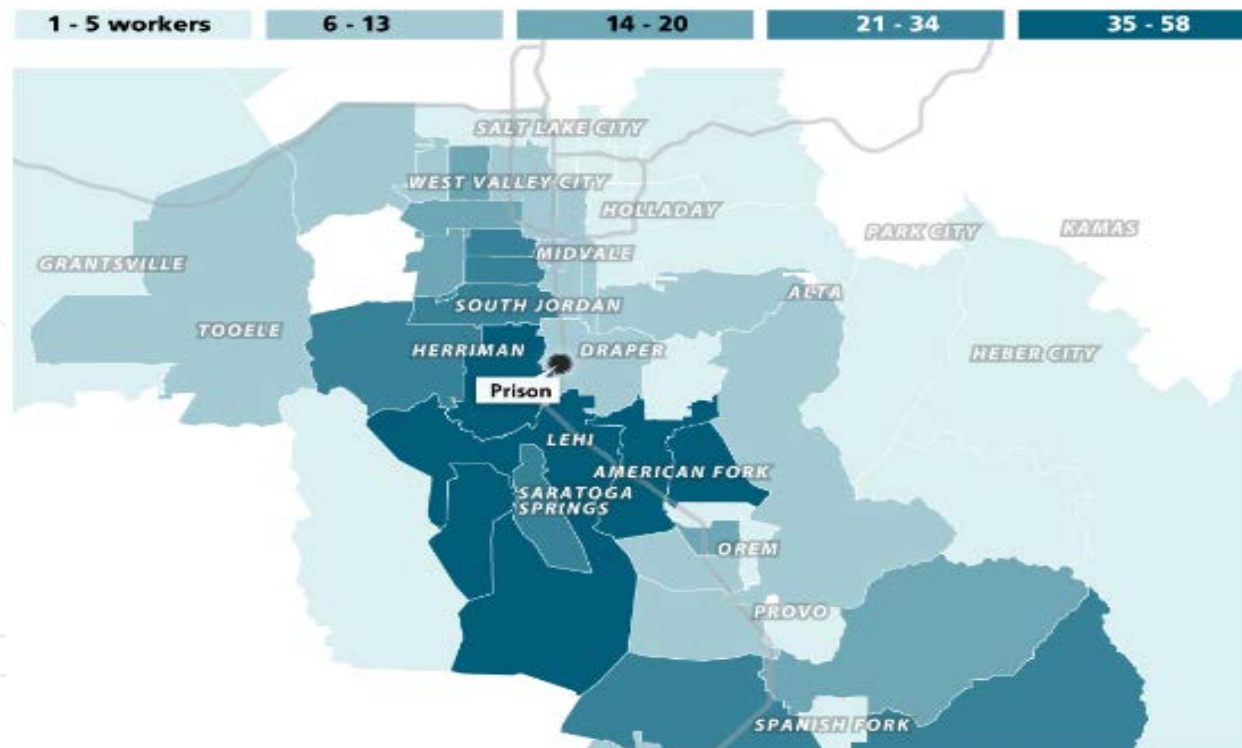 1 - 5 workers 6 - 13 14 - 20 21 - 34 35 - 58
SALT LAKE CITY
WEST VALLEY CITY
HOLLADAY
PARK CITY
KAMAS
GRANTSVILLE
MIDVALE
ALTA
SOUTH JORDAN
TOOELE
HERRIMAN
DRAPER
HEBER CITY
Prison
LEHI
AMERICAN FORK
SARATOGA
SPRINGS
OREM
PROVO
SPANISH FORK